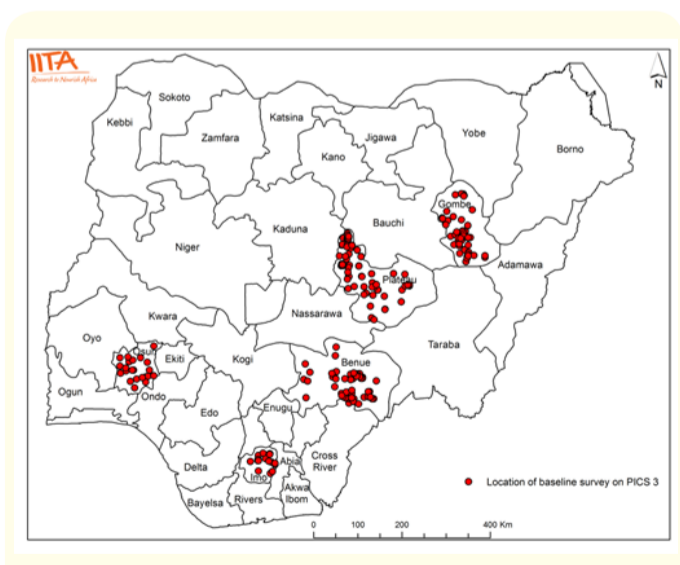 IITA
Research to Nourish Africa
N
Sokoto
Kebbi
Katsina
Zamfara
Kano
Jigawa
Yobe
Borno
Gombe
Bauchi
Kaduna
Niger
Adamawa
Plateau
Nassarawa
Kwara
Oyo
Osun
Ekiti
Kogi
Benue
Taraba
Ogun
Ondo
Edo
Enugu
Delta
Imo
Abia
Cross
River
Bayelsa
Rivers
Akwa
Ibom
Location of baseline survey on PICS 3
0 100 200 400 Km